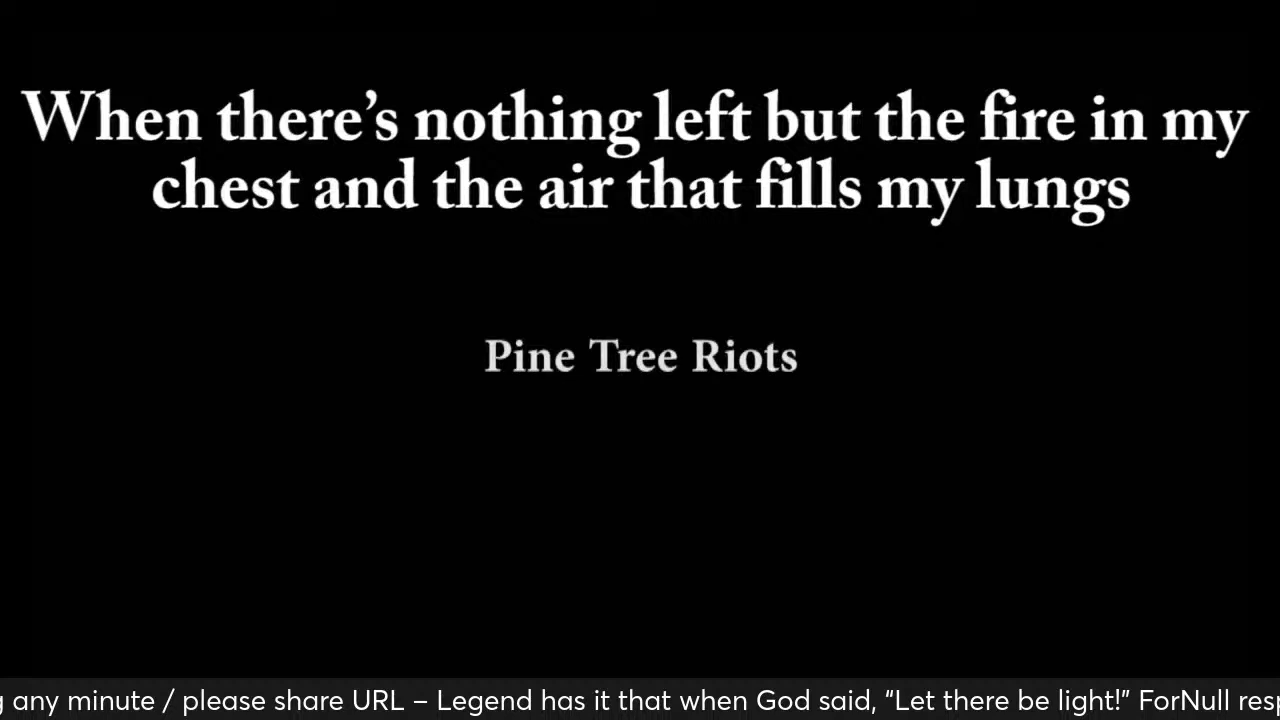 When there’s nothing left but the fire in my
chest and the air that fills my lungs
Pine Tree Riots
any minute / please share URL – Legend has it that when God said, “Let there be light!” ForNull